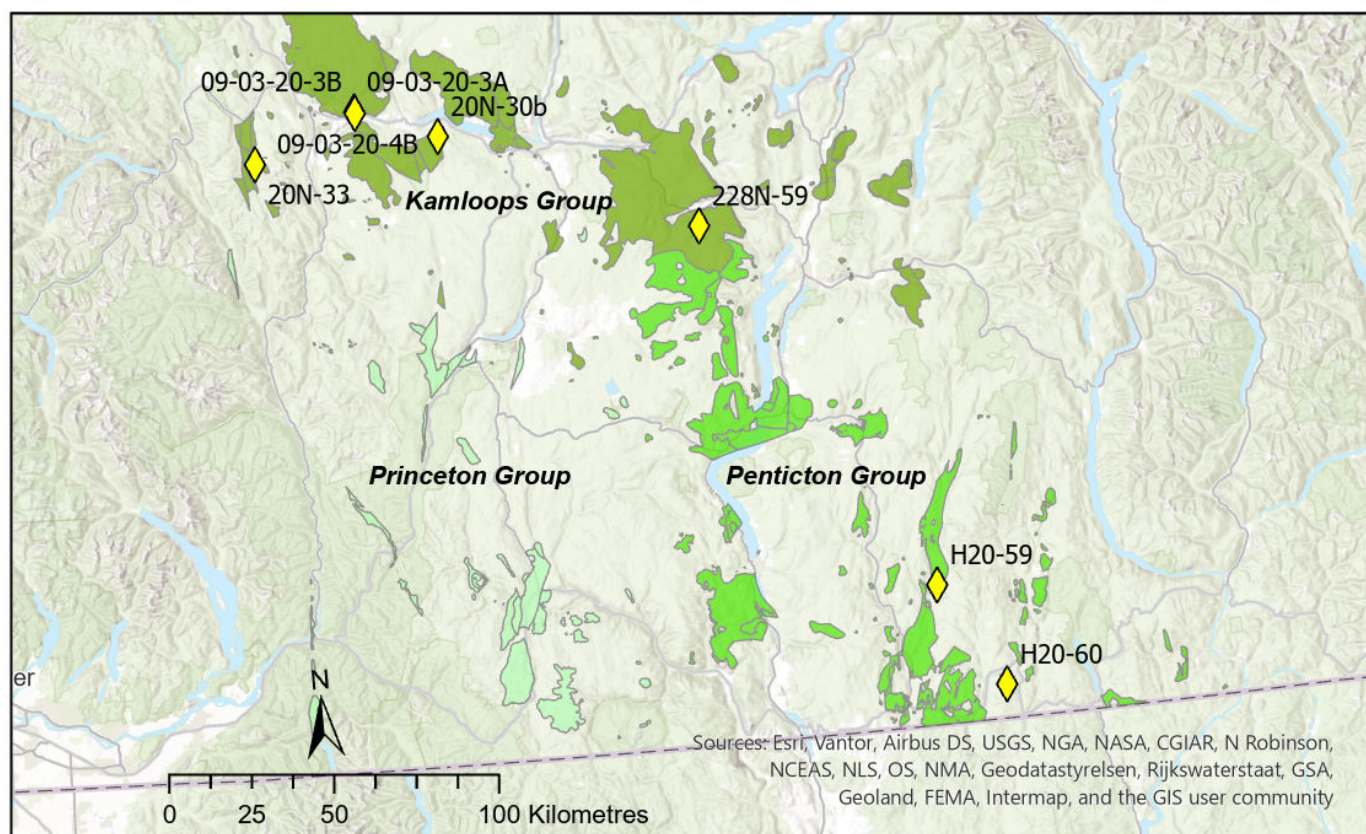 09-03-20-3B
09-03-20-3A
20N-30b
09-03-20-4B
20N-33
Kamloops Group
228N-59
Princeton Group
Penticton Group
H20-59
H20-60
er
N
0 25 50 100 Kilometres
Sources: Esri, Vantor, Airbus DS, USGS, NGA, NASA, CGIAR, N Robinson,
NCEAS, NLS, OS, NMA, Geodatastyrelsen, Rijkswaterstaat, GSA,
Geoland, FEMA, Intermap, and the GIS user community